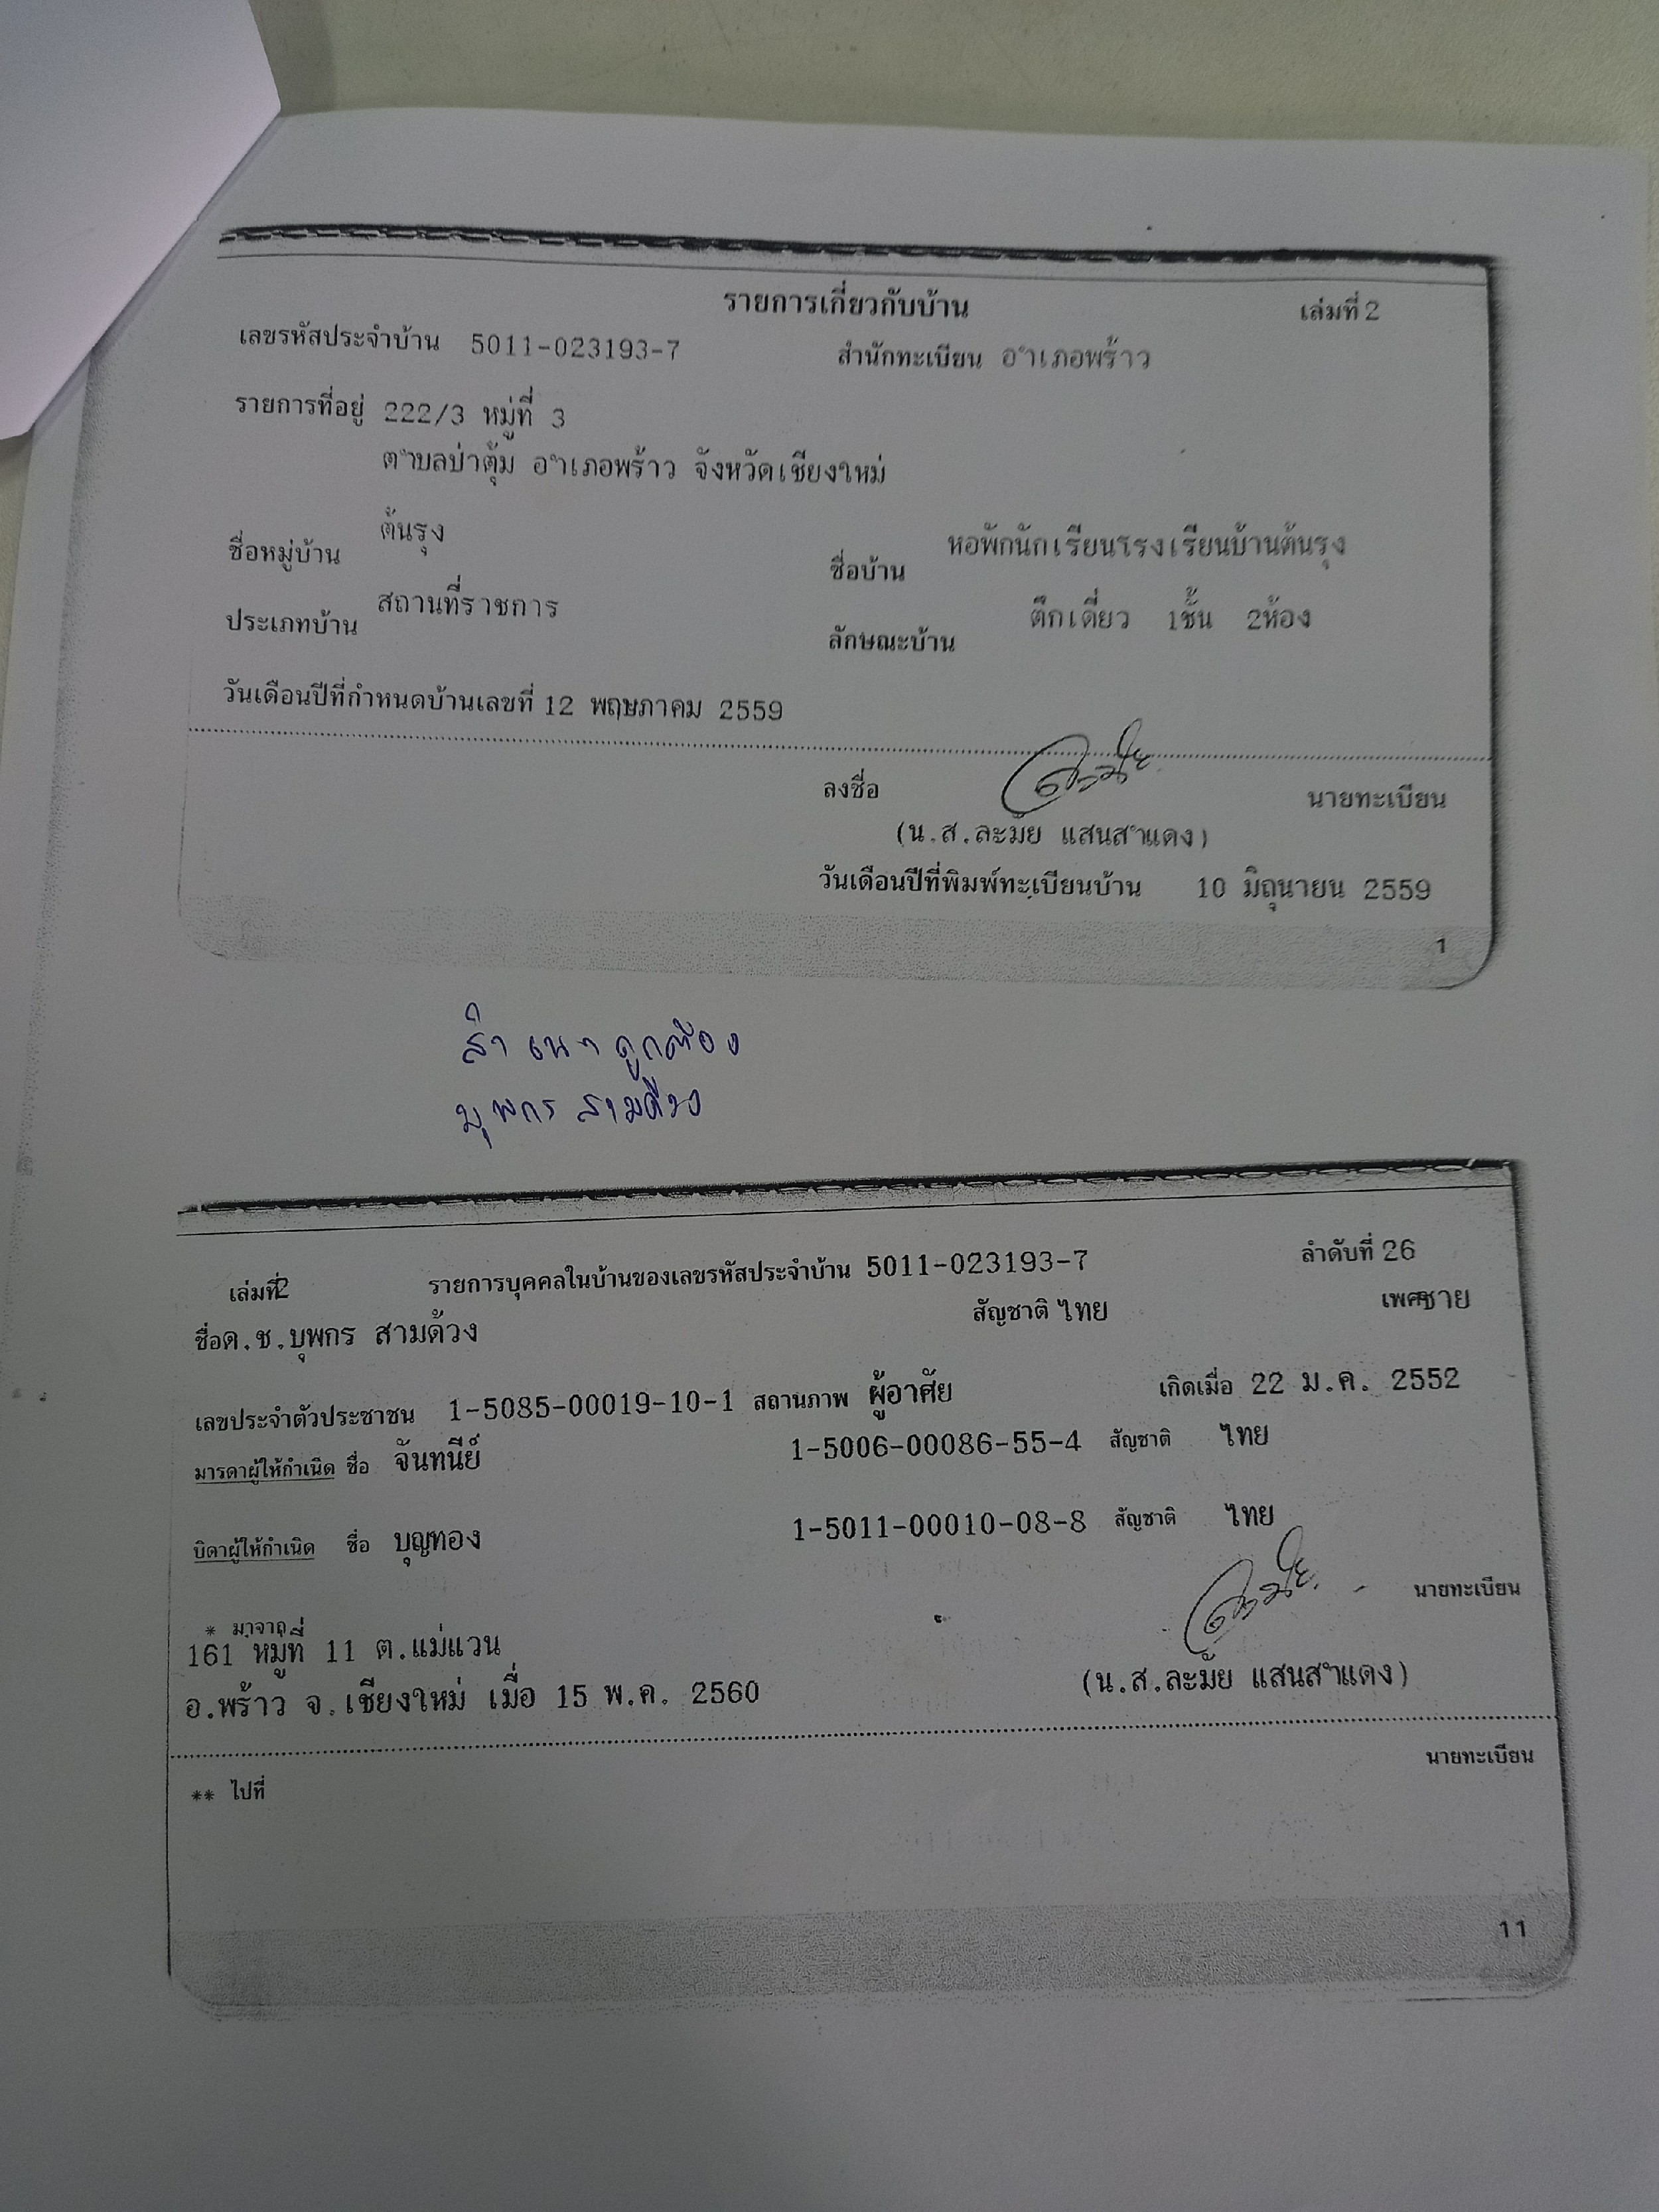 รายการเกี่ยวกับบ้าน เล่มที่ 2
เลขรหัสประจำบ้าน 5011-023193-7 สำนักทะเบียน อำเภอพร้าว
รายการที่อยู่ 222/3 หมู่ที่ 3
ตำบลป่าตุ้ม อำเภอพร้าว จังหวัดเชียงใหม่
ชื่อหมู่บ้าน ต้นรุง ชื่อบ้าน หอพักนักเรียนโรงเรียนบ้านต้นรุง
ประเภทบ้าน สถานที่ราชการ ลักษณะบ้าน ตึกเดี่ยว 1ชั้น 2ห้อง
วันเดือนปีที่กำหนดบ้านเลขที่ 12 พฤษภาคม 2559
ลงชื่อ ละมัย นายทะเบียน
(น.ส.ละมัย แสนสำแดง)
วันเดือนปีที่พิมพ์ทะเบียนบ้าน 10 มิถุนายน 2559
1
สำเนาถูกต้อง
บุพกร สามด้วง
เล่มที่2 รายการบุคคลในบ้านของเลขรหัสประจำบ้าน 5011-023193-7 ลำดับที่ 26
ชื่อด.ช.บุพกร สามด้วง สัญชาติ ไทย เพศชาย
เลขประจำตัวประชาชน 1-5085-00019-10-1 สถานภาพ ผู้อาศัย เกิดเมื่อ 22 ม.ค. 2552
มารดาผู้ให้กำเนิด ชื่อ จันทนีย์ 1-5006-00086-55-4 สัญชาติ ไทย
บิดาผู้ให้กำเนิด ชื่อ บุญทอง 1-5011-00010-08-8 สัญชาติ ไทย
* มาจาก ละมัย นายทะเบียน
161 หมู่ที่ 11 ต.แม่แวน
อ.พร้าว จ.เชียงใหม่ เมื่อ 15 พ.ค. 2560 (น.ส.ละมัย แสนสำแดง)
** ไปที่ นายทะเบียน
11